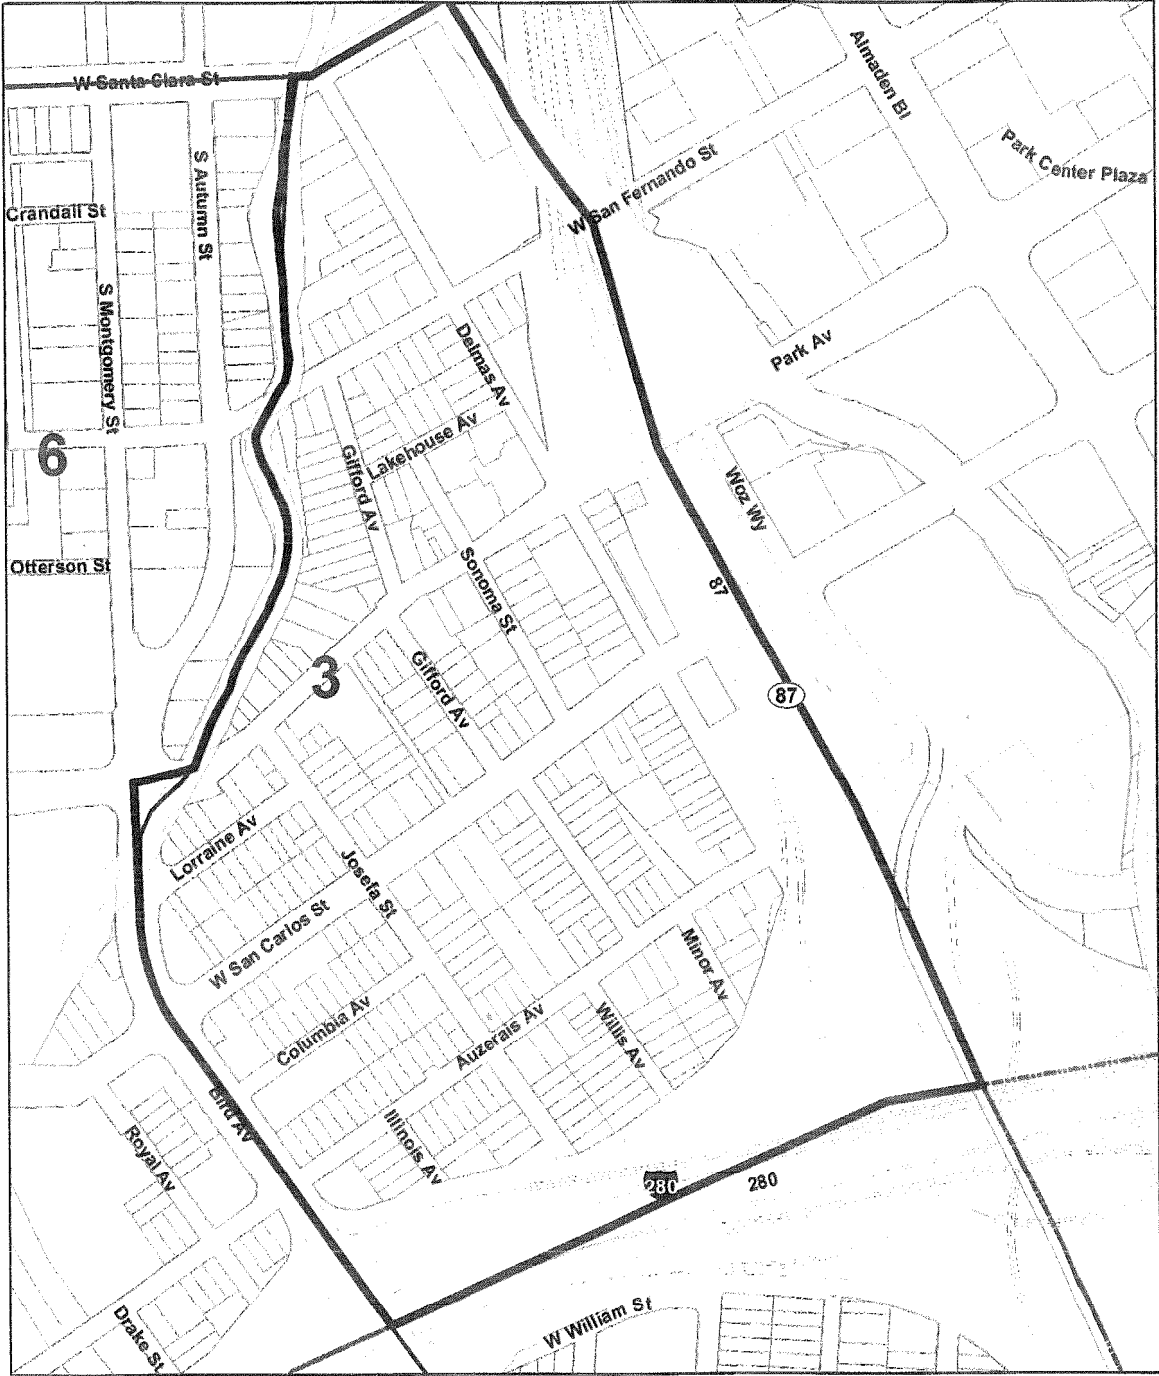 W Santa Clara St
Almaden Bl
Park Center Plaza
S Autumn St
W San Fernando St
Crandall St
S Montgomery St
Delmas Av
Park Av
Lakehouse Av
6
Gifford Av
Woz Wy
Otterson St
Sonoma St
87
3
Gifford Av
87
Lorraine Av
Josefa St
W San Carlos St
Minor Av
Columbia Av
Auzerais Av
Willis Av
Bird Av
Illinois Av
Royal Av
280
280
W William St
Drake St